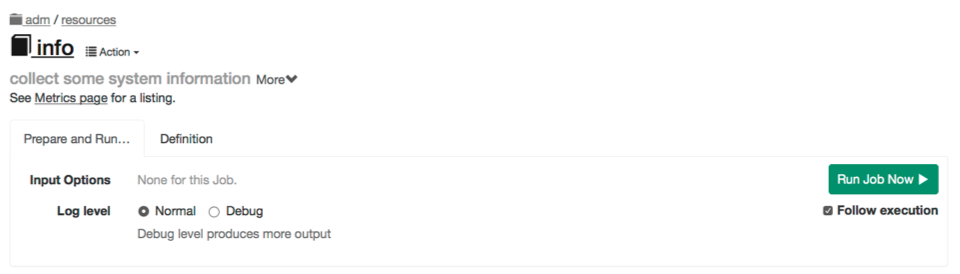 adm / resources
info Action
collect some system information More
See Metrics page for a listing.
Prepare and Run... Definition
Input Options None for this Job. Run Job Now
Log level Normal Debug Follow execution
Debug level produces more output